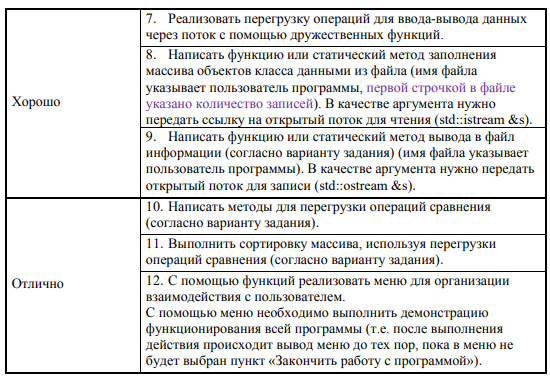 Хорошо
7. Реализовать перегрузку операций для ввода-вывода данных
через поток с помощью дружественных функций.
8. Написать функцию или статический метод заполнения
массива объектов класса данными из файла (имя файла
указывает пользователь программы, первой строчкой в файле
указано количество записей). В качестве аргумента нужно
передать ссылку на открытый поток для чтения (std::istream &s).
9. Написать функцию или статический метод вывода в файл
информации (согласно варианту задания) (имя файла указывает
пользователь программы). В качестве аргумента нужно передать
открытый поток для записи (std::ostream &s).
Отлично
10. Написать методы для перегрузки операций сравнения
(согласно варианту задания).
11. Выполнить сортировку массива, используя перегрузки
операций сравнения (согласно варианту задания).
12. С помощью функций реализовать меню для организации
взаимодействия с пользователем.
С помощью меню необходимо выполнить демонстрацию
функционирования всей программы (т.е. после выполнения
действия происходит вывод меню до тех пор, пока в меню не
будет выбран пункт «Закончить работу с программой»).